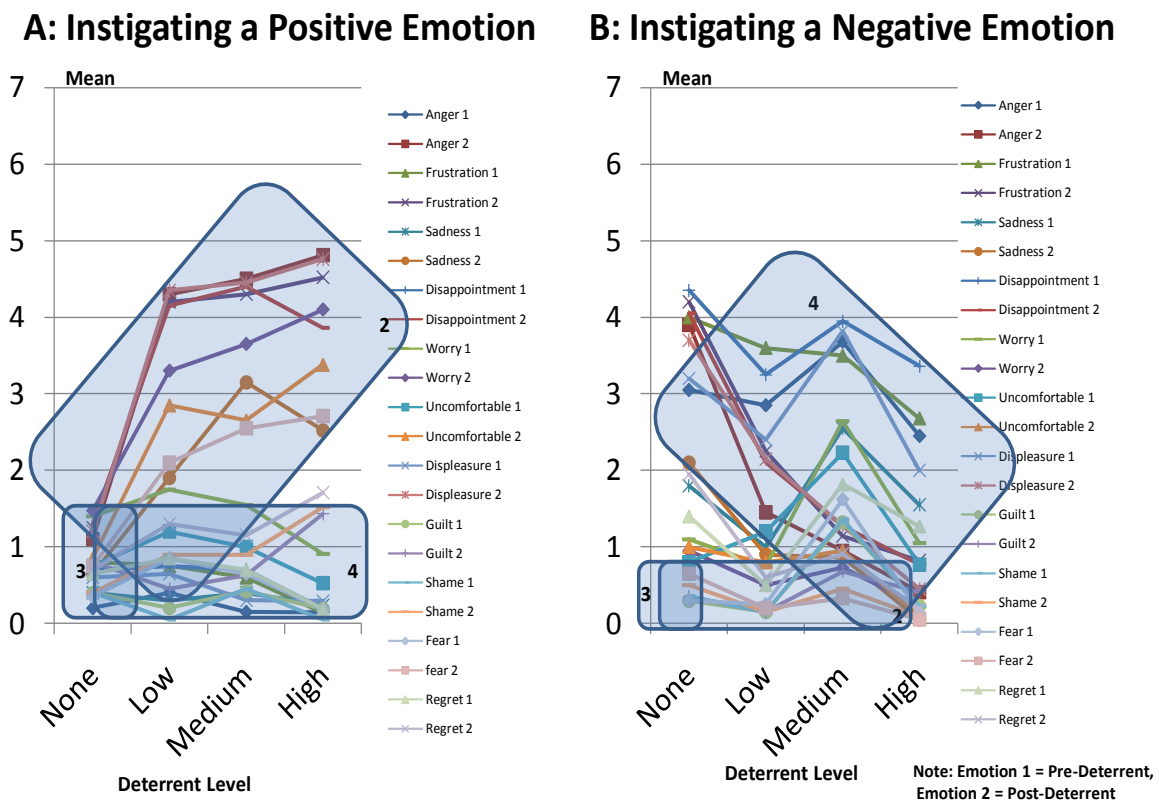 A: Instigating a Positive Emotion
Mean
7
6
5
4
3
2
1
0
2
3
4
None
Low
Medium
High
Deterrent Level
Anger 1
Anger 2
Frustration 1
Frustration 2
Sadness 1
Sadness 2
Disappointment 1
Disappointment 2
Worry 1
Worry 2
Uncomfortable 1
Uncomfortable 2
Displeasure 1
Displeasure 2
Guilt 1
Guilt 2
Shame 1
Shame 2
Fear 1
fear 2
Regret 1
Regret 2
B: Instigating a Negative Emotion
Mean
7
6
5
4
3
2
1
0
4
3
2
None
Low
Medium
High
Deterrent Level
Anger 1
Anger 2
Frustration 1
Frustration 2
Sadness 1
Sadness 2
Disappointment 1
Disappointment 2
Worry 1
Worry 2
Uncomfortable 1
Uncomfortable 2
Displeasure 1
Displeasure 2
Guilt 1
Guilt 2
Shame 1
Shame 2
Fear 1
Fear 2
Regret 1
Regret 2
Note: Emotion 1 = Pre-Deterrent,
Emotion 2 = Post-Deterrent